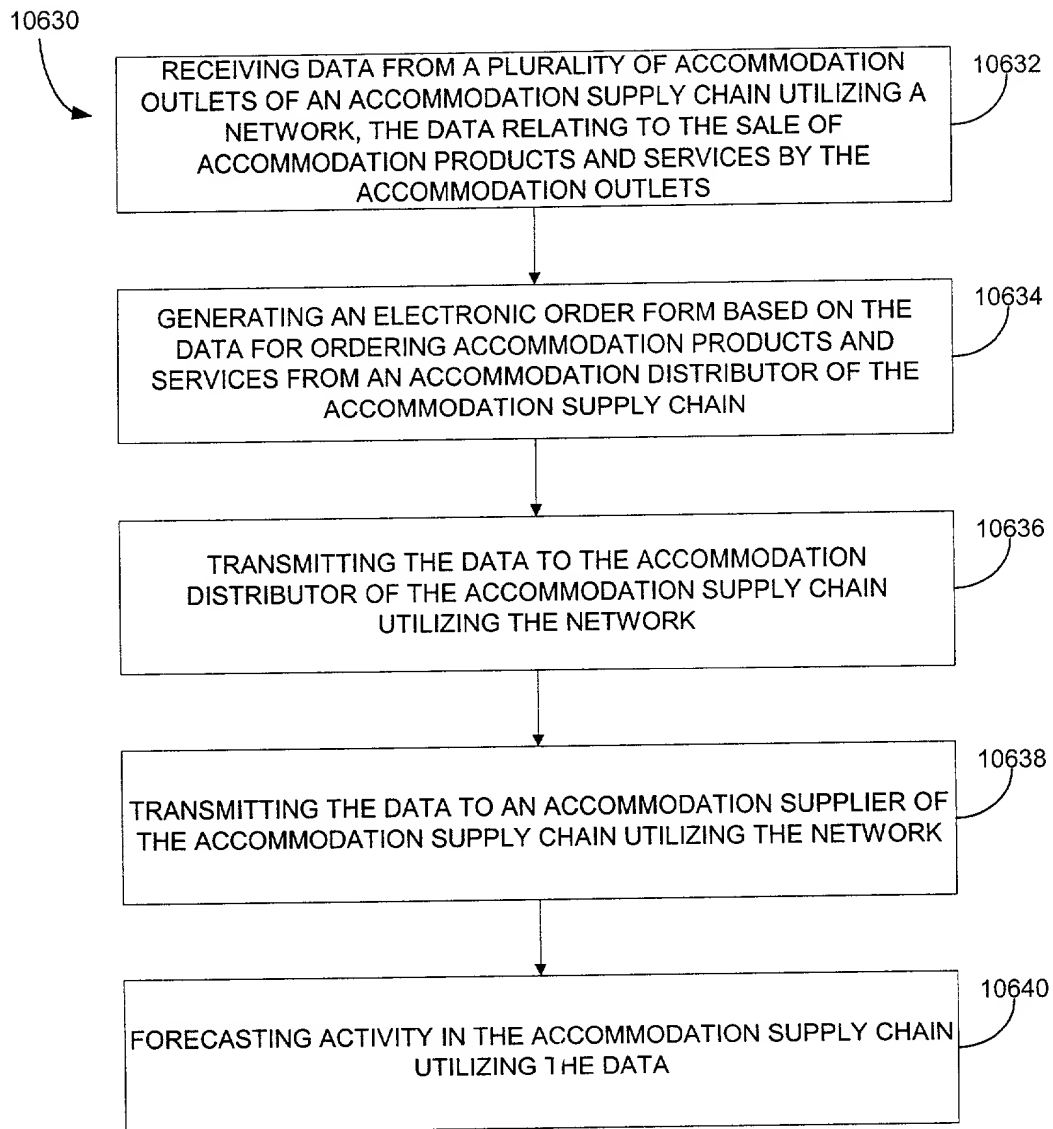 10630
RECEIVING DATA FROM A PLURALITY OF ACCOMMODATION
OUTLETS OF AN ACCOMMODATION SUPPLY CHAIN UTILIZING A
NETWORK, THE DATA RELATING TO THE SALE OF
ACCOMMODATION PRODUCTS AND SERVICES BY THE
ACCOMMODATION OUTLETS
10632
GENERATING AN ELECTRONIC ORDER FORM BASED ON THE
DATA FOR ORDERING ACCOMMODATION PRODUCTS AND
SERVICES FROM AN ACCOMMODATION DISTRIBUTOR OF THE
ACCOMMODATION SUPPLY CHAIN
10634
TRANSMITTING THE DATA TO THE ACCOMMODATION
DISTRIBUTOR OF THE ACCOMMODATION SUPPLY CHAIN
UTILIZING THE NETWORK
10636
TRANSMITTING THE DATA TO AN ACCOMMODATION SUPPLIER OF
THE ACCOMMODATION SUPPLY CHAIN UTILIZING THE NETWORK
10638
FORECASTING ACTIVITY IN THE ACCOMMODATION SUPPLY CHAIN
UTILIZING THE DATA
10640